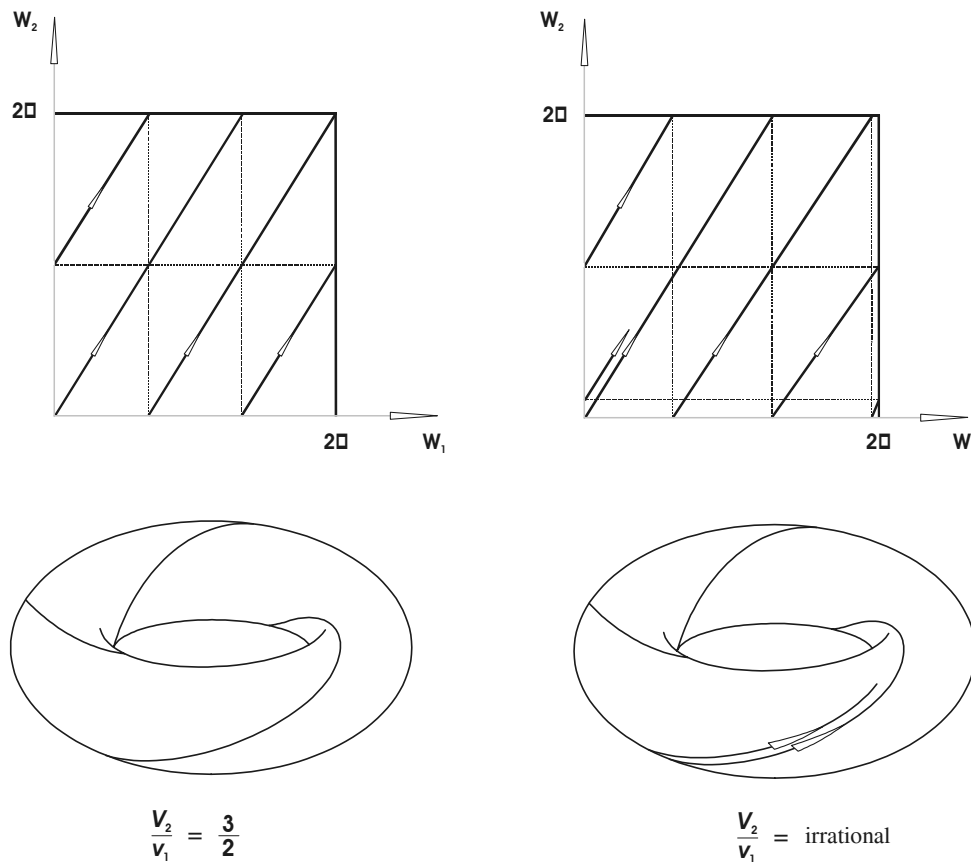 W₂
W₂
2□
2□
2□
W₁
2□
W
V₂/v₁ = 3/2
V₂/v₁ = irrational